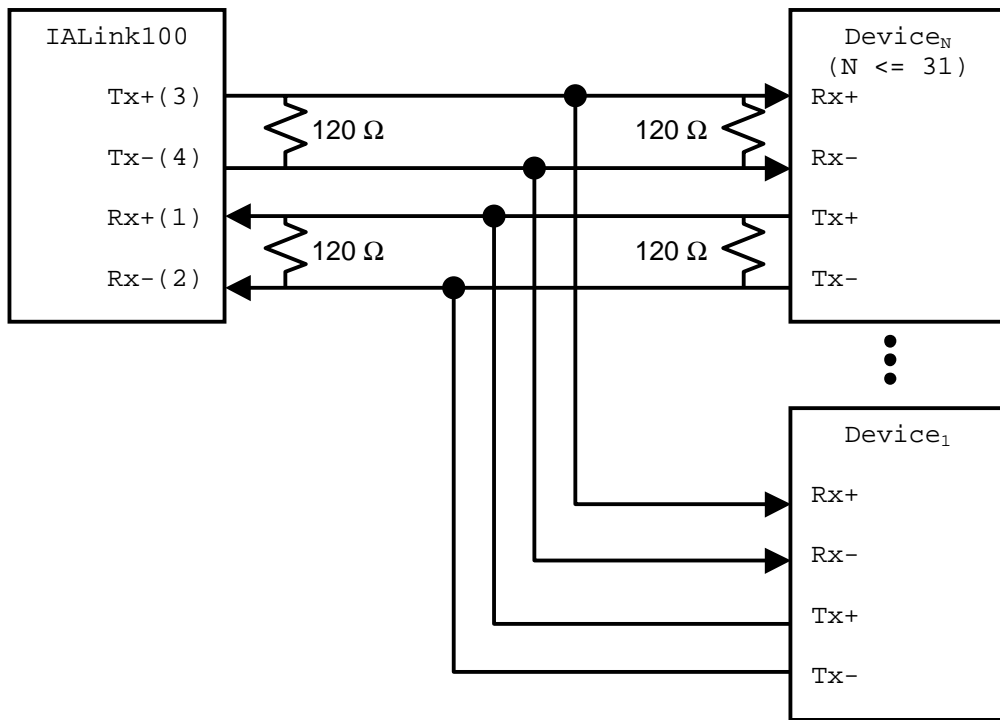 IALink100
Tx+(3)
Tx-(4)
Rx+(1)
Rx-(2)
120 Ω
120 Ω
120 Ω
120 Ω
Device_N
(N <= 31)
Rx+
Rx-
Tx+
Tx-
Device₁
Rx+
Rx-
Tx+
Tx-